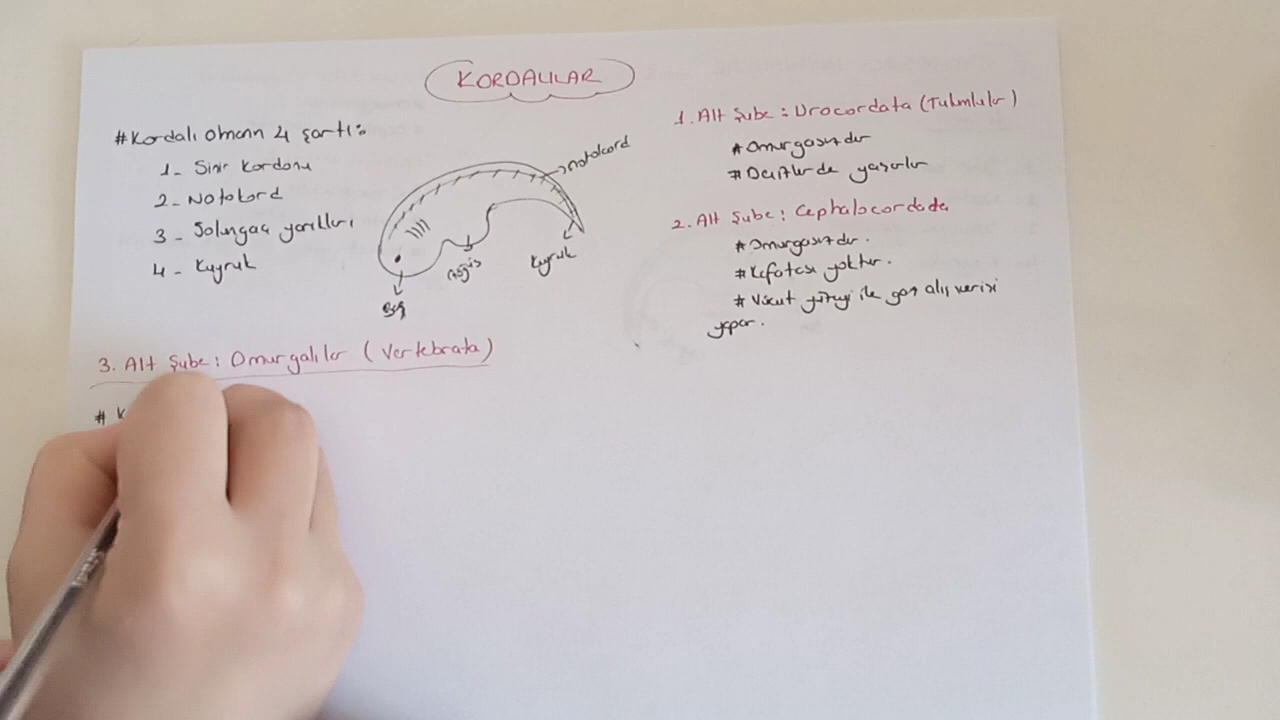 KORDALILAR
#Kordalı olmanın 4 şartı:
1- Sinir kordonu
2- Notokord
3- Solungaç yarıkları
4- Kuyruk
notokord
Kuyruk
Baş
1. Alt Şube: Urocordata (Tulumlular)
#Omurgasızdır
#Denizlerde yaşarlar
2. Alt Şube: Cephalocordata
#Omurgasızdır.
#Kafatası yoktur.
#Vücut yüzeyi ile gaz alış verişi
yapar.
3. Alt Şube: Omurgalılar (Vertebrata)
# K